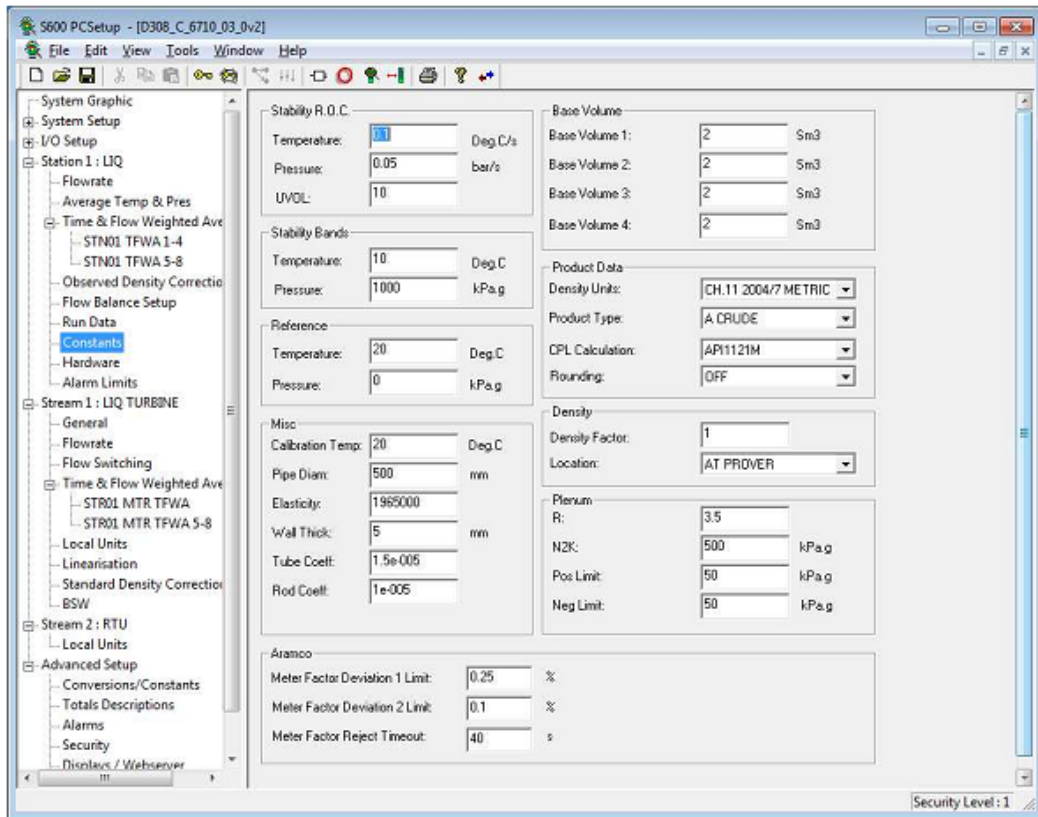 S600 PCSetup - [D308_C_6710_03_0v2]
File Edit View Tools Window Help
System Graphic
System Setup
I/O Setup
Station 1 : LIQ
Flowrate
Average Temp & Pres
Time & Flow Weighted Ave
STN01 TFWA 1-4
STN01 TFWA 5-8
Observed Density Correctio
Flow Balance Setup
Run Data
Constants
Hardware
Alarm Limits
Stream 1 : LIQ TURBINE
General
Flowrate
Flow Switching
Time & Flow Weighted Ave
STR01 MTR TFWA
STR01 MTR TFWA 5-8
Local Units
Linearisation
Standard Density Correction
BSW
Stream 2 : RTU
Local Units
Advanced Setup
Conversions/Constants
Totals Descriptions
Alarms
Security
Displays / Webserver
Stability R.O.C.
Temperature: 0.1 Deg.C/s
Pressure: 0.05 bar/s
UVOL: 10
Stability Bands
Temperature: 10 Deg.C
Pressure: 1000 kPa.g
Reference
Temperature: 20 Deg.C
Pressure: 0 kPa.g
Misc
Calibration Temp: 20 Deg.C
Pipe Diam: 500 mm
Elasticity: 1965000
Wall Thick: 5 mm
Tube Coeff: 1.5e-005
Rod Coeff: 1e-005
Base Volume
Base Volume 1: 2 Sm3
Base Volume 2: 2 Sm3
Base Volume 3: 2 Sm3
Base Volume 4: 2 Sm3
Product Data
Density Units: CH.11 2004/7 METRIC
Product Type: A CRUDE
CPL Calculation: API1121M
Rounding: OFF
Density
Density Factor: 1
Location: AT PROVER
Plenum
R: 3.5
N2K: 500 kPa.g
Pos Limit: 50 kPa.g
Neg Limit: 50 kPa.g
Aramco
Meter Factor Deviation 1 Limit: 0.25 %
Meter Factor Deviation 2 Limit: 0.1 %
Meter Factor Reject Timeout: 40 s
Security Level : 1